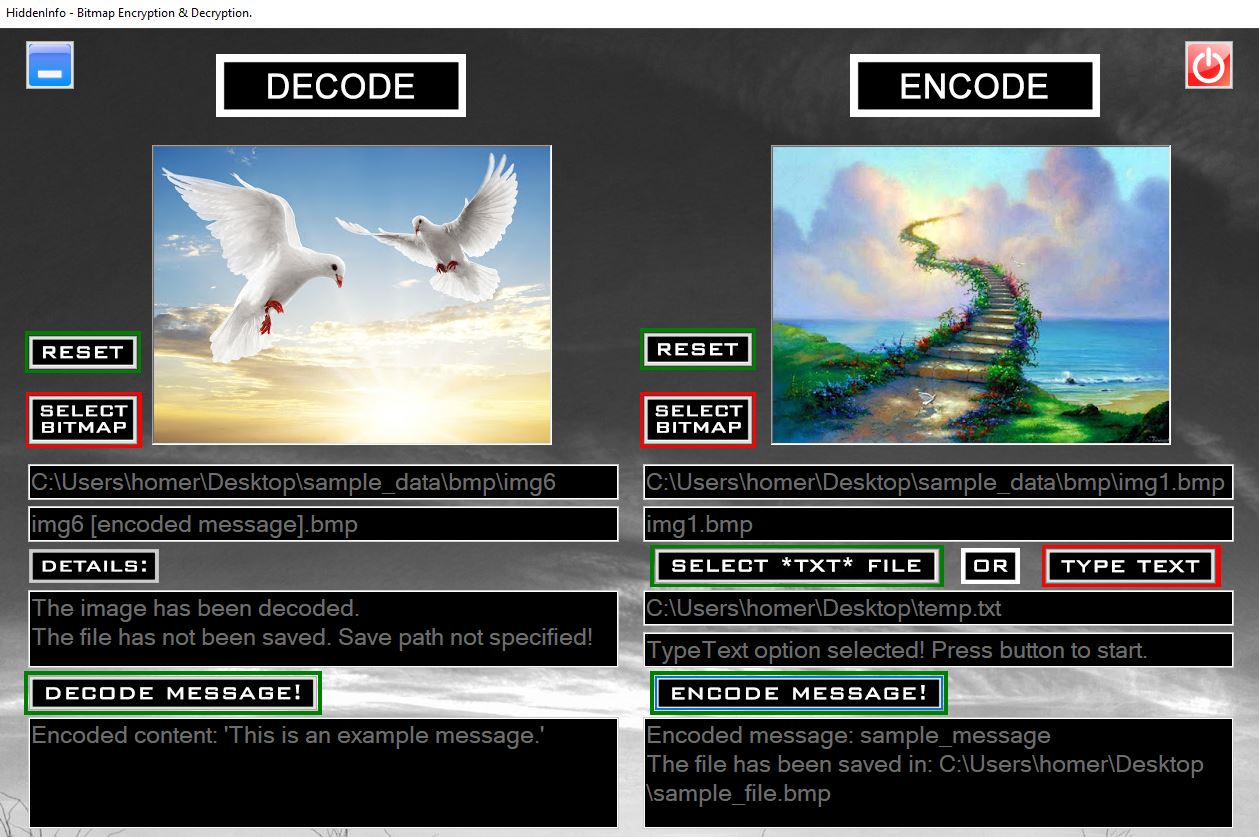 HiddenInfo - Bitmap Encryption & Decryption.
DECODE
RESET
SELECT
BITMAP
C:\Users\homer\Desktop\sample_data\bmp\img6
img6 [encoded message].bmp
DETAILS:
The image has been decoded.
The file has not been saved. Save path not specified!
DECODE MESSAGE!
Encoded content: 'This is an example message.'
ENCODE
RESET
SELECT
BITMAP
C:\Users\homer\Desktop\sample_data\bmp\img1.bmp
img1.bmp
SELECT *TXT* FILE OR TYPE TEXT
C:\Users\homer\Desktop\temp.txt
TypeText option selected! Press button to start.
ENCODE MESSAGE!
Encoded message: sample_message
The file has been saved in: C:\Users\homer\Desktop
\sample_file.bmp